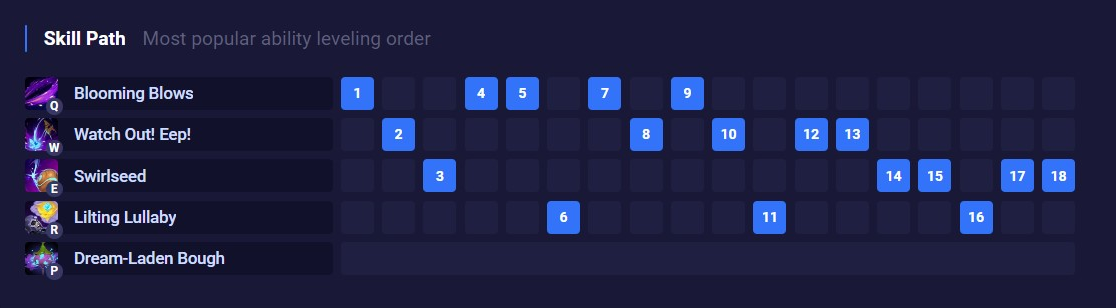 Skill Path Most popular ability leveling order
Q Blooming Blows 1 4 5 7 9
W Watch Out! Eep! 2 8 10 12 13
E Swirlseed 3 14 15 17 18
R Lilting Lullaby 6 11 16
P Dream-Laden Bough